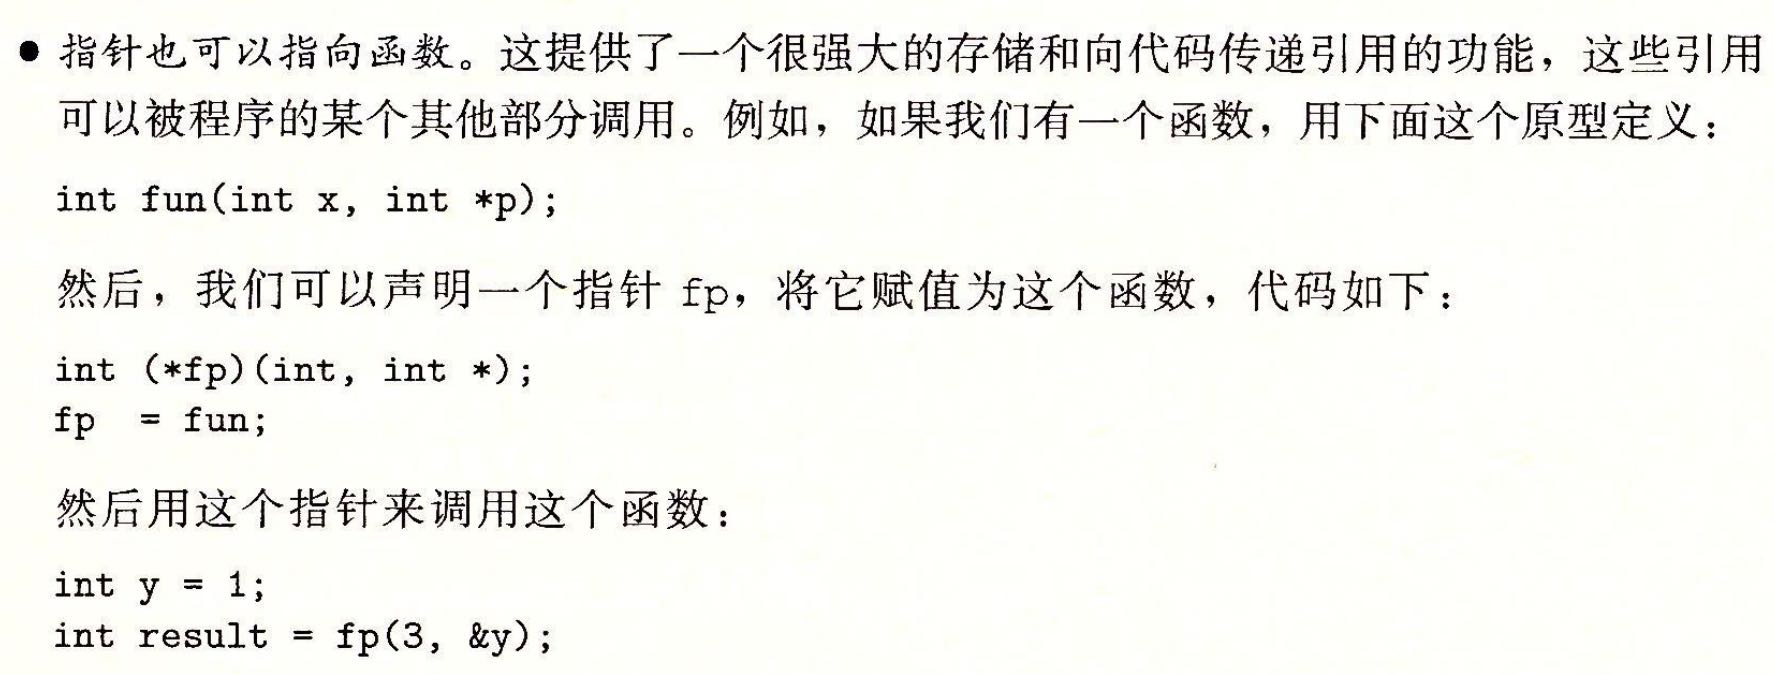 ● 指针也可以指向函数。这提供了一个很强大的存储和向代码传递引用的功能，这些引用
可以被程序的某个其他部分调用。例如，如果我们有一个函数，用下面这个原型定义：
int fun(int x, int *p);
然后，我们可以声明一个指针 fp，将它赋值为这个函数，代码如下：
int (*fp)(int, int *);
fp  = fun;
然后用这个指针来调用这个函数：
int y = 1;
int result = fp(3, &y);